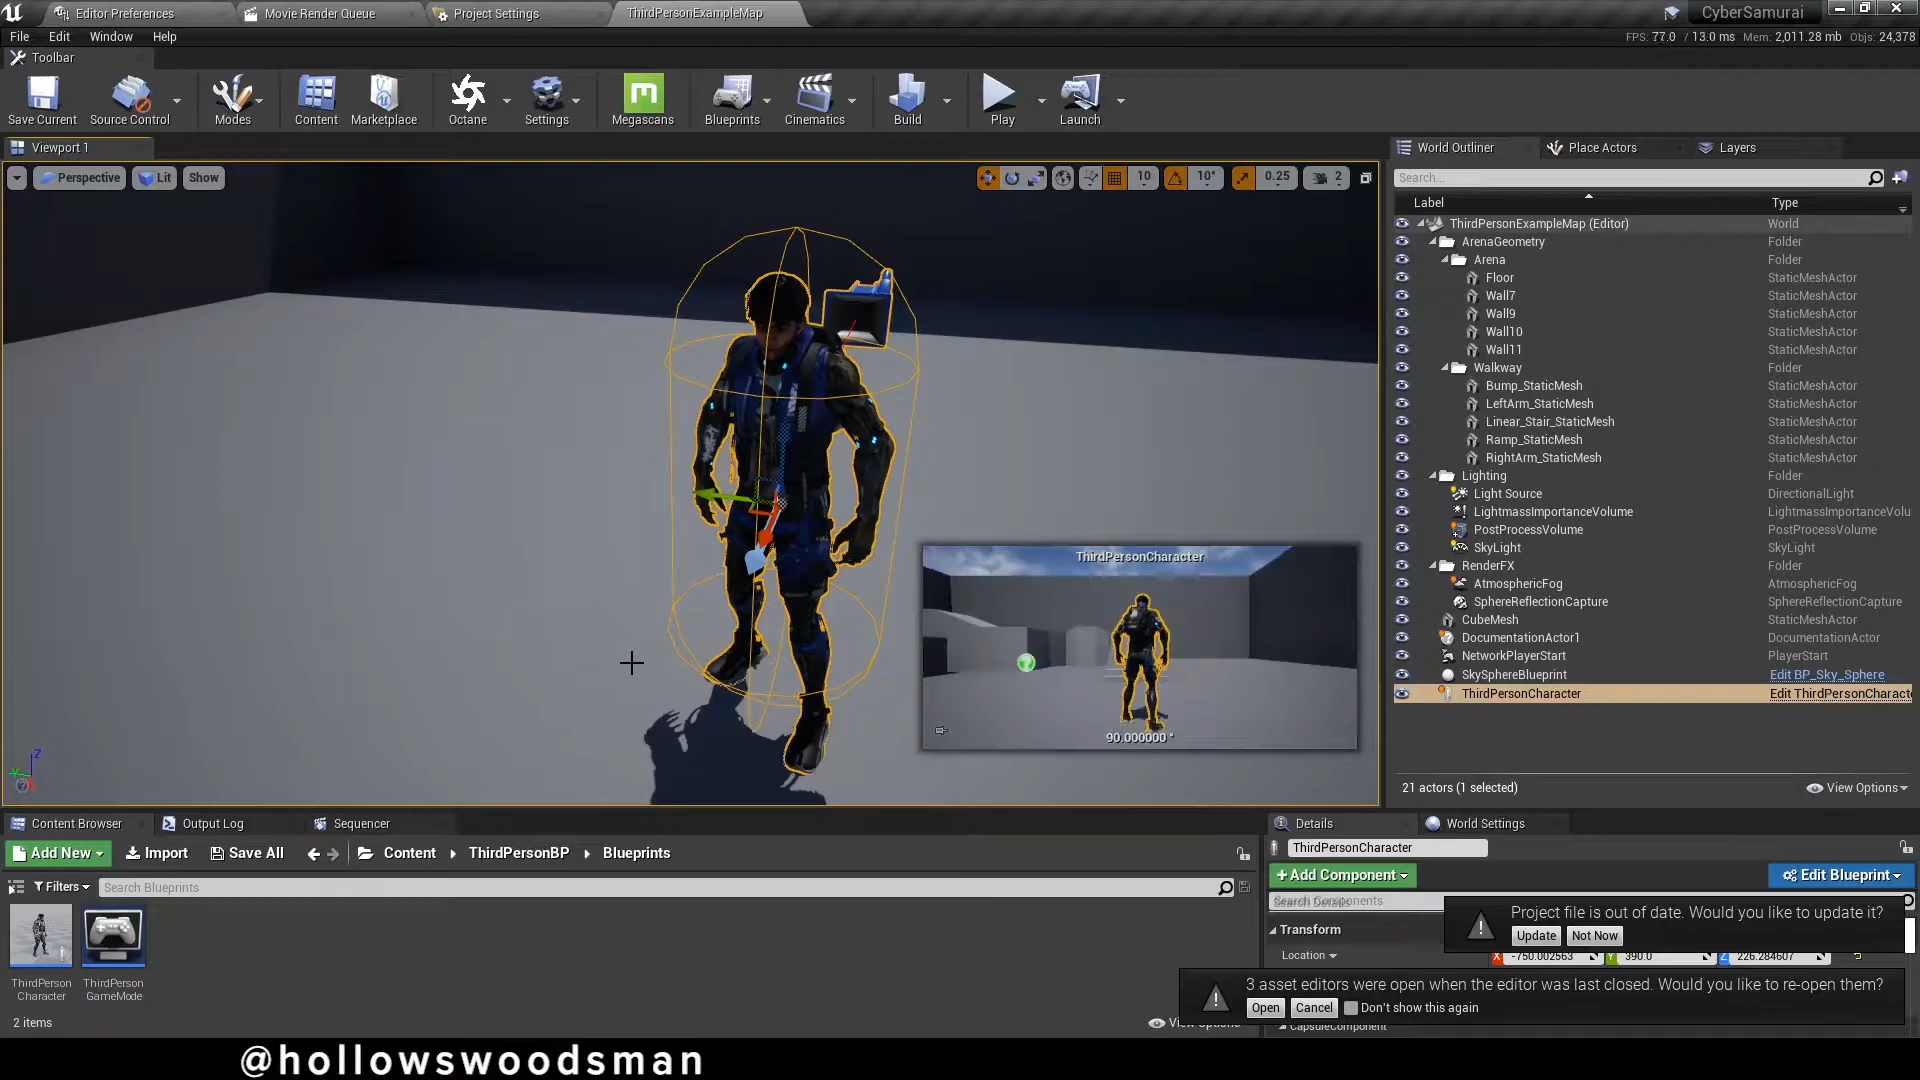 Editor Preferences
Movie Render Queue
Project Settings
ThirdPersonExampleMap
CyberSamurai
File
Edit
Window
Help
FPS: 77.0 / 13.0 ms Mem: 2,011.28 mb Objs: 24,378
Toolbar
Save Current
Source Control
Modes
Content
Marketplace
Octane
Settings
Megascans
Blueprints
Cinematics
Build
Play
Launch
Viewport 1
Perspective
Lit
Show
10
10°
0.25
2
ThirdPersonCharacter
90.000000 °
World Outliner
Place Actors
Layers
Search...
Label Type
ThirdPersonExampleMap (Editor) World
ArenaGeometry Folder
Arena Folder
Floor StaticMeshActor
Wall7 StaticMeshActor
Wall9 StaticMeshActor
Wall10 StaticMeshActor
Wall11 StaticMeshActor
Walkway Folder
Bump_StaticMesh StaticMeshActor
LeftArm_StaticMesh StaticMeshActor
Linear_Stair_StaticMesh StaticMeshActor
Ramp_StaticMesh StaticMeshActor
RightArm_StaticMesh StaticMeshActor
Lighting Folder
Light Source DirectionalLight
LightmassImportanceVolume LightmassImportanceVolu
PostProcessVolume PostProcessVolume
SkyLight SkyLight
RenderFX Folder
AtmosphericFog AtmosphericFog
SphereReflectionCapture SphereReflectionCapture
CubeMesh StaticMeshActor
DocumentationActor1 DocumentationActor
NetworkPlayerStart PlayerStart
SkySphereBlueprint Edit BP_Sky_Sphere
ThirdPersonCharacter Edit ThirdPersonCharact
21 actors (1 selected)
View Options
Content Browser
Output Log
Sequencer
Add New
Import
Save All
Content
ThirdPersonBP
Blueprints
Filters
Search Blueprints
ThirdPerson
Character
ThirdPerson
GameMode
2 items
Details
World Settings
ThirdPersonCharacter
+Add Component
Edit Blueprint
Search Components
Transform
Location
X -750.002563 Y 390.0 Z 226.284607
Project file is out of date. Would you like to update it?
Update
Not Now
3 asset editors were open when the editor was last closed. Would you like to re-open them?
Open
Cancel
Don't show this again
CapsuleComponent
@hollowswoodsman